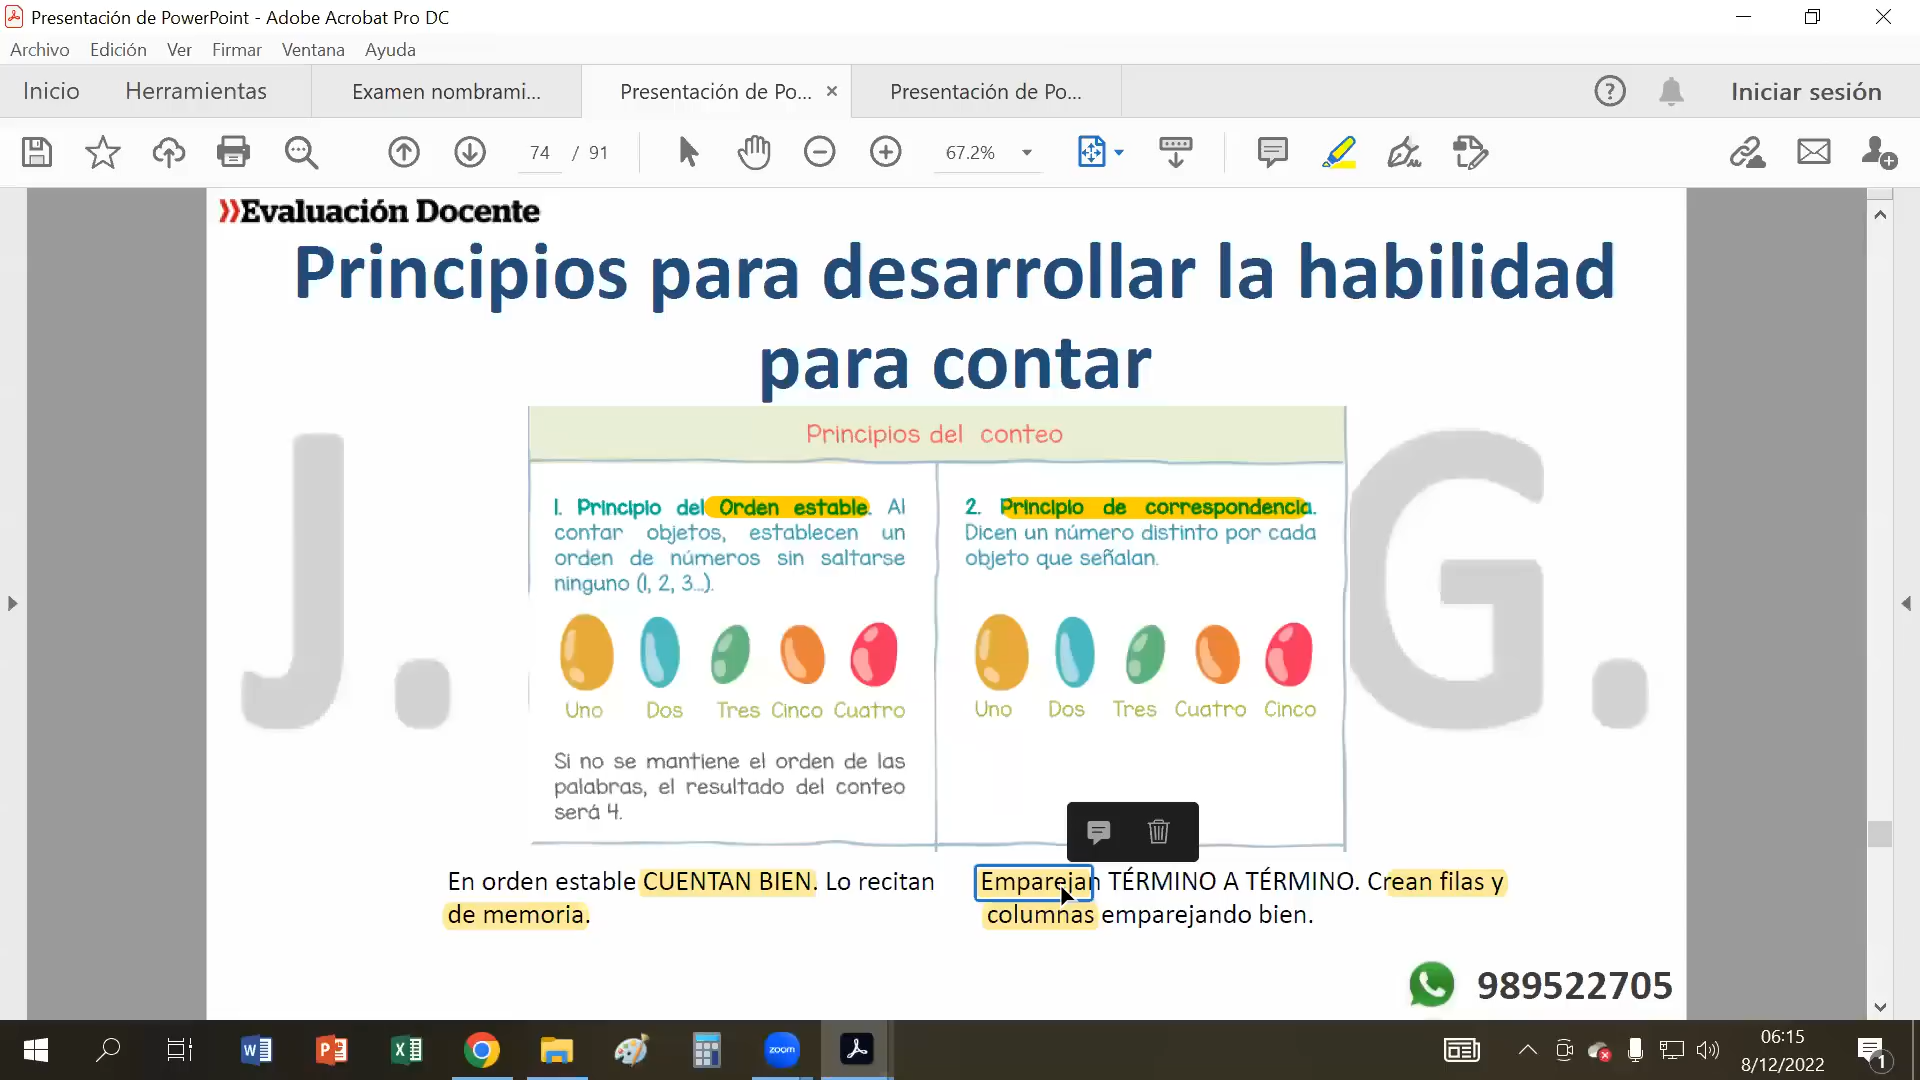 Presentación de PowerPoint - Adobe Acrobat Pro DC
Archivo Edición Ver Firmar Ventana Ayuda
Inicio Herramientas Examen nombrami... Presentación de Po... × Presentación de Po... Iniciar sesión
74 / 91 67.2%
Evaluación Docente
Principios para desarrollar la habilidad
para contar
Principios del conteo
1. Principio del Orden estable. Al
contar objetos, establecen un
orden de números sin saltarse
ninguno (1, 2, 3...).
Uno Dos Tres Cinco Cuatro
Si no se mantiene el orden de las
palabras, el resultado del conteo
será 4.
2. Principio de correspondencia.
Dicen un número distinto por cada
objeto que señalan.
Uno Dos Tres Cuatro Cinco
J. G.
En orden estable CUENTAN BIEN. Lo recitan
de memoria.
Emparejan TÉRMINO A TÉRMINO. Crean filas y
columnas emparejando bien.
989522705
zoom
06:15
8/12/2022
1